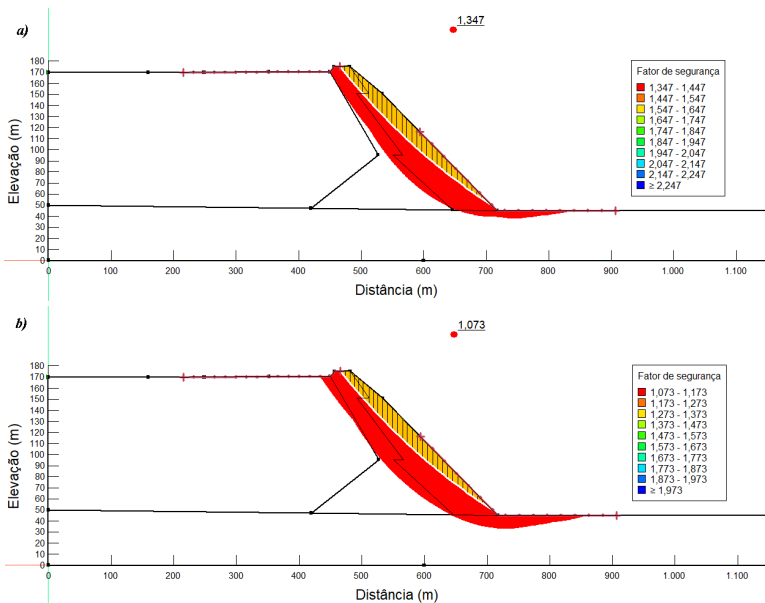 a)
1,347
180
170
160
150
140
130
120
110
100
90
80
70
60
50
40
30
20
10
0
Elevação (m)
0 100 200 300 400 500 600 700 800 900 1.000 1.100
Distância (m)
Fator de segurança
1,347 - 1,447
1,447 - 1,547
1,547 - 1,647
1,647 - 1,747
1,747 - 1,847
1,847 - 1,947
1,947 - 2,047
2,047 - 2,147
2,147 - 2,247
≥ 2,247
b)
1,073
180
170
160
150
140
130
120
110
100
90
80
70
60
50
40
30
20
10
0
Elevação (m)
0 100 200 300 400 500 600 700 800 900 1.000 1.100
Distância (m)
Fator de segurança
1,073 - 1,173
1,173 - 1,273
1,273 - 1,373
1,373 - 1,473
1,473 - 1,573
1,573 - 1,673
1,673 - 1,773
1,773 - 1,873
1,873 - 1,973
≥ 1,973